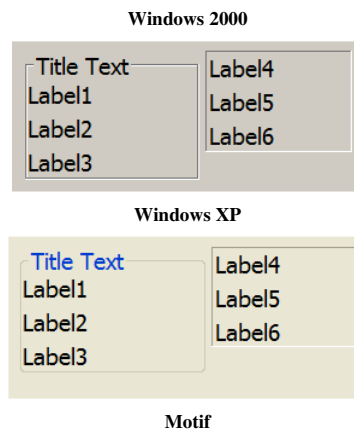 Windows 2000
Title Text
Label1
Label2
Label3
Label4
Label5
Label6
Windows XP
Title Text
Label1
Label2
Label3
Label4
Label5
Label6
Motif